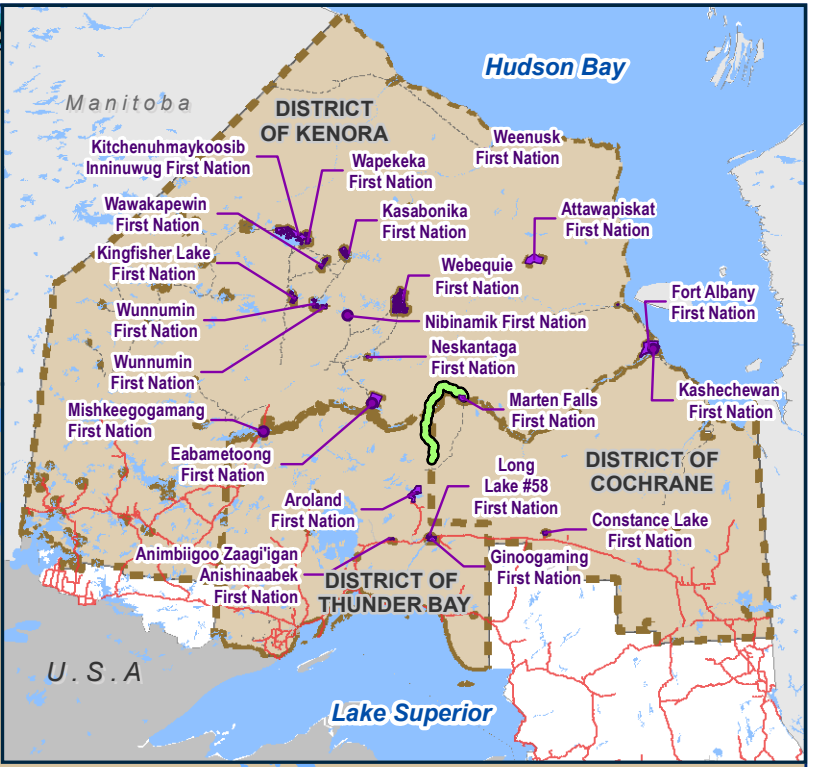 Hudson Bay
Manitoba
DISTRICT
OF KENORA
Weenusk
First Nation
Kitchenuhmaykoosib
Inninuwug First Nation
Wapekeka
First Nation
Wawakapewin
First Nation
Kasabonika
First Nation
Attawapiskat
First Nation
Kingfisher Lake
First Nation
Webequie
First Nation
Fort Albany
First Nation
Wunnumin
First Nation
Nibinamik First Nation
Neskantaga
First Nation
Wunnumin
First Nation
Kashechewan
First Nation
Mishkeegogamang
First Nation
Marten Falls
First Nation
Eabametoong
First Nation
DISTRICT OF
COCHRANE
Long
Lake #58
First Nation
Aroland
First Nation
Constance Lake
First Nation
Animbiigoo Zaagi'igan
Anishinaabek
First Nation
Ginoogaming
First Nation
DISTRICT OF
THUNDER BAY
U.S.A
Lake Superior